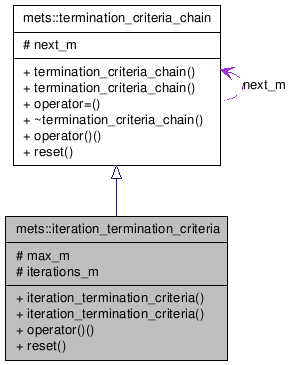 mets::termination_criteria_chain
# next_m
+ termination_criteria_chain()
+ termination_criteria_chain()
+ operator=()
+ ~termination_criteria_chain()
+ operator()()
+ reset()
next_m
mets::iteration_termination_criteria
# max_m
# iterations_m
+ iteration_termination_criteria()
+ iteration_termination_criteria()
+ operator()()
+ reset()